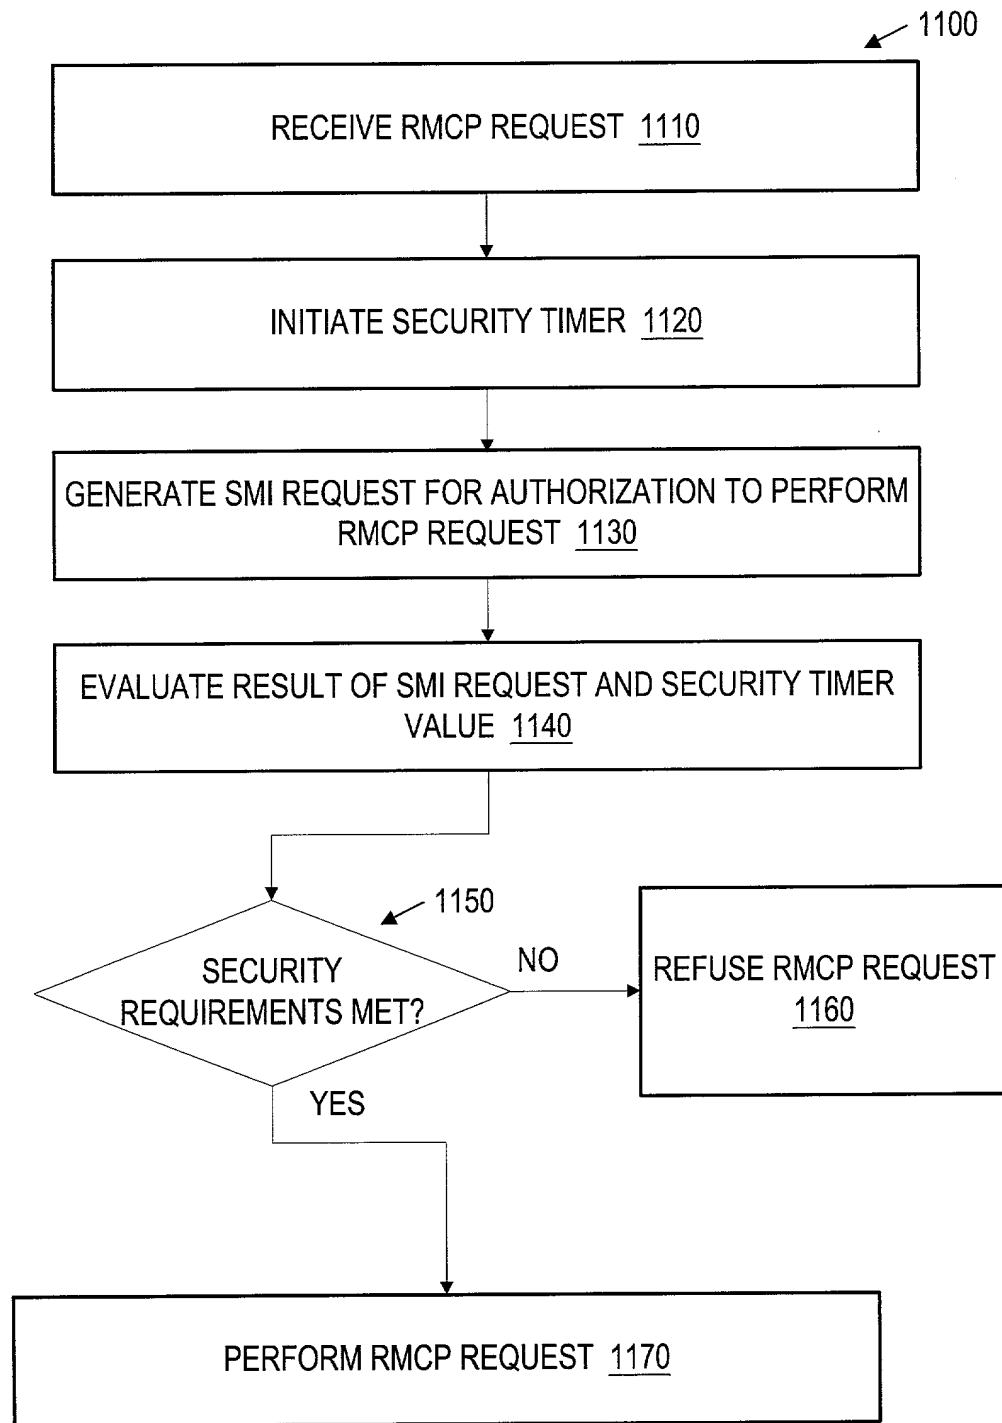 1100
RECEIVE RMCP REQUEST 1110
INITIATE SECURITY TIMER 1120
GENERATE SMI REQUEST FOR AUTHORIZATION TO PERFORM
RMCP REQUEST 1130
EVALUATE RESULT OF SMI REQUEST AND SECURITY TIMER
VALUE 1140
1150
SECURITY
REQUIREMENTS MET?
NO
REFUSE RMCP REQUEST
1160
YES
PERFORM RMCP REQUEST 1170